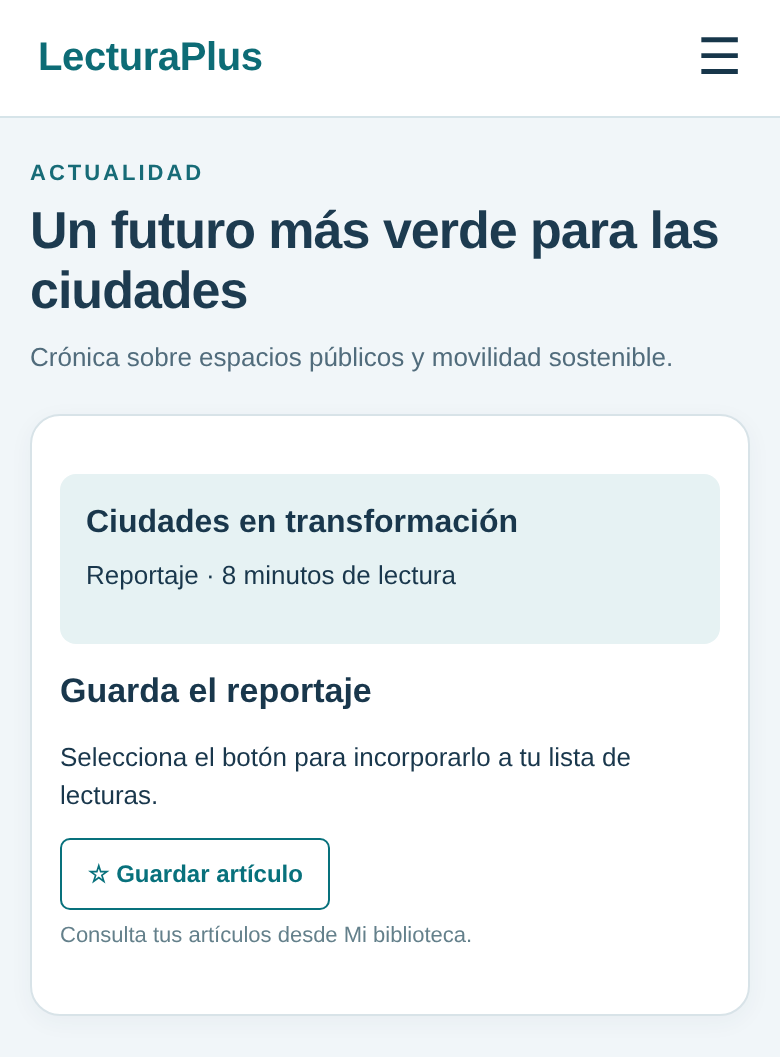 LecturaPlus
☰
ACTUALIDAD
Un futuro más verde para las
ciudades
Crónica sobre espacios públicos y movilidad sostenible.
Ciudades en transformación
Reportaje · 8 minutos de lectura
Guarda el reportaje
Selecciona el botón para incorporarlo a tu lista de
lecturas.
☆ Guardar artículo
Consulta tus artículos desde Mi biblioteca.